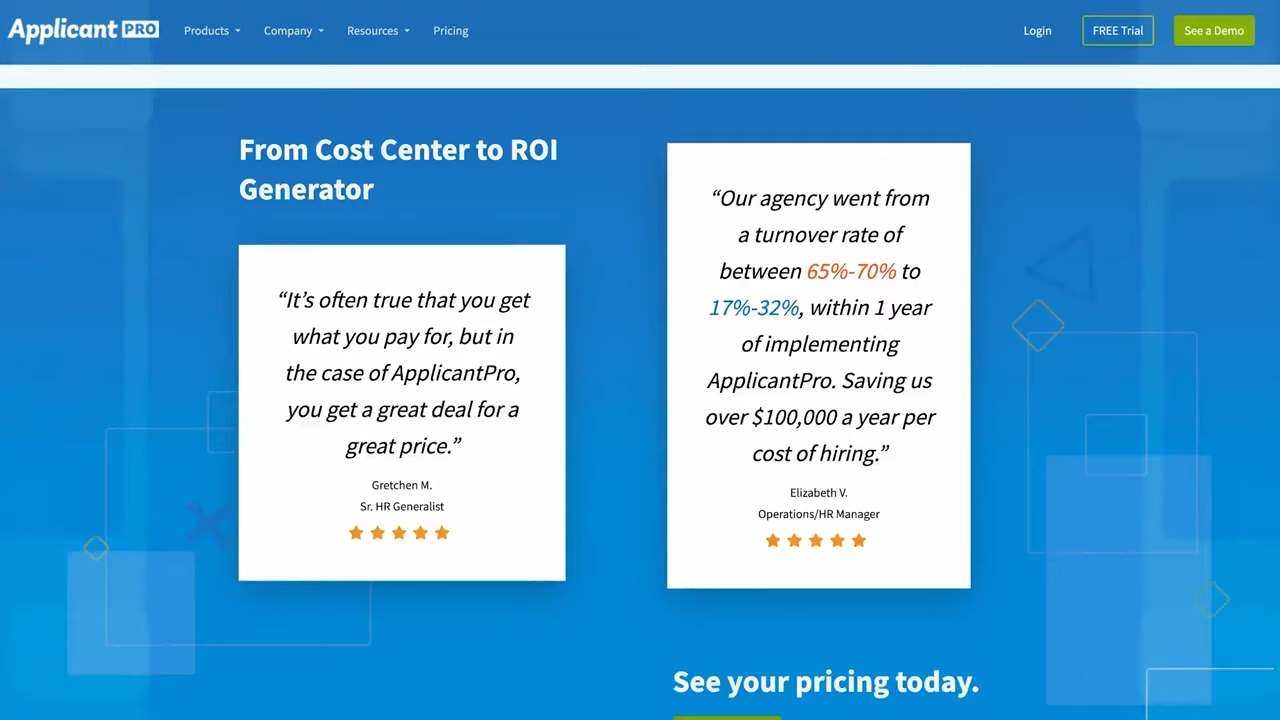 Applicant PRO
Products
Company
Resources
Pricing
Login
FREE Trial
See a Demo
From Cost Center to ROI
Generator
“It’s often true that you get
what you pay for, but in
the case of ApplicantPro,
you get a great deal for a
great price.”
Gretchen M.
Sr. HR Generalist
“Our agency went from
a turnover rate of
between 65%-70% to
17%-32%, within 1 year
of implementing
ApplicantPro. Saving us
over $100,000 a year per
cost of hiring.”
Elizabeth V.
Operations/HR Manager
See your pricing today.